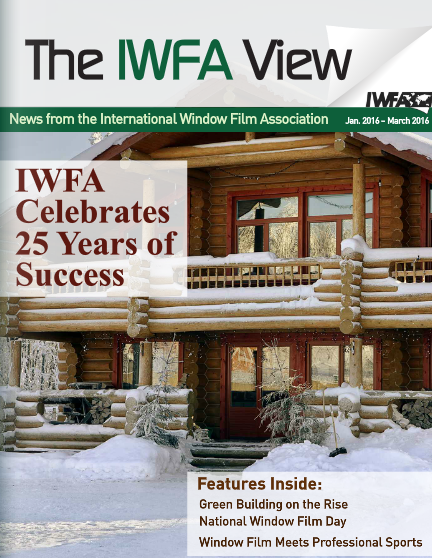 The IWFA View
IWFA
News from the International Window Film Association
Jan. 2016 – March 2016
IWFA
Celebrates
25 Years of
Success
Features Inside:
Green Building on the Rise
National Window Film Day
Window Film Meets Professional Sports